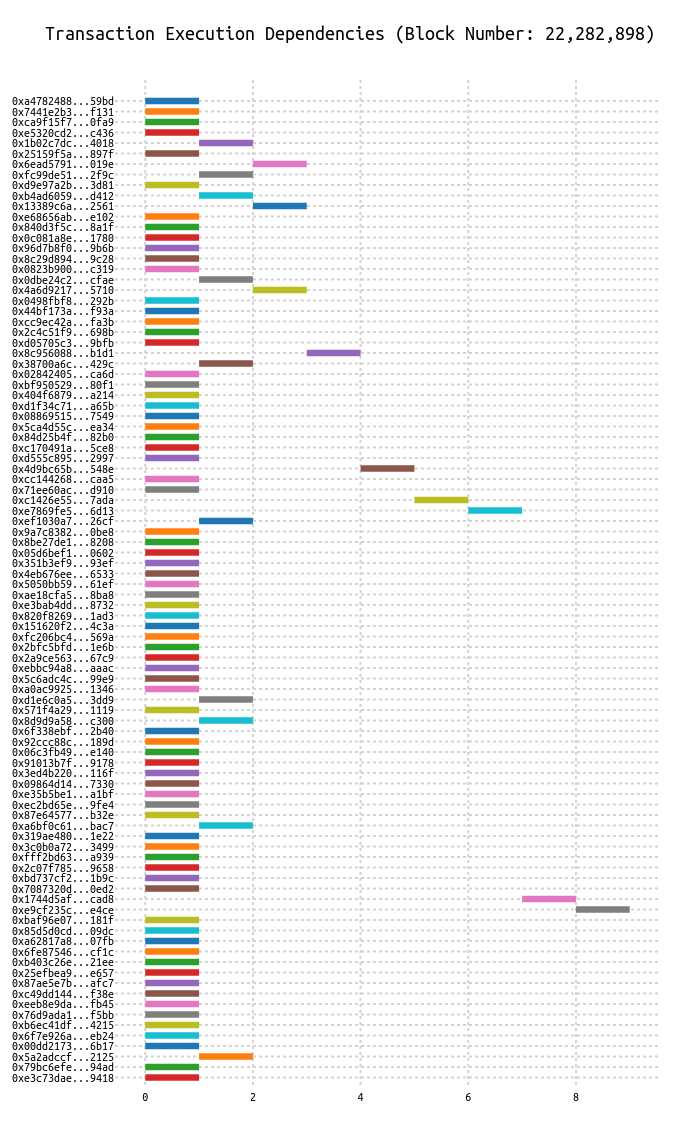 Transaction Execution Dependencies (Block Number: 22,282,898)
0xa4782488...59bd
0x7441e2b3...f131
0xca9f15f7...0fa9
0xe5320cd2...c436
0x1b02c7dc...4018
0x25159f5a...897f
0x6ead5791...019e
0xfc99de51...2f9c
0xd9e97a2b...3d81
0xb4ad6059...d412
0x13389c6a...2561
0xe68656ab...e102
0x840d3f5c...8a1f
0x0c081a8e...1780
0x96d7b8f0...9b6b
0x8c29d894...9c28
0x0823b900...c319
0x0dbe24c2...cfae
0x4a6d9217...5710
0x0498fbf8...292b
0x44bf173a...f93a
0xcc9ec42a...fa3b
0x2c4c51f9...698b
0xd05705c3...9bfb
0x8c956088...b1d1
0x38700a6c...429c
0x02842405...ca6d
0xbf950529...80f1
0x404f6879...a214
0xd1f34c71...a65b
0x08869515...7549
0x5ca4d55c...ea34
0x84d25b4f...82b0
0xc170491a...5ce8
0xd555c895...2997
0x4d9bc65b...548e
0xcc144268...caa5
0x71ee60ac...d910
0xc1426e55...7ada
0xe7869fe5...6d13
0xef1030a7...26cf
0x9a7c8382...0be8
0x8be27de1...8208
0x05d6bef1...0602
0x351b3ef9...93ef
0x4eb676ee...6533
0x5050bb59...61ef
0xae18cfa5...8ba8
0xe3bab4dd...8732
0x820f8269...1ad3
0x151620f2...4c3a
0xfc206bc4...569a
0x2bfc5bfd...1e6b
0x2a9ce563...67c9
0xebbc94a8...aaac
0x5c6adc4c...99e9
0xa0ac9925...1346
0xd1e6c0a5...3dd9
0x571f4a29...1119
0x8d9d9a58...c300
0x6f338ebf...2b40
0x92ccc88c...189d
0x06c3fb49...e140
0x91013b7f...9178
0x3ed4b220...116f
0x09864d14...7330
0xe35b5be1...a1bf
0xec2bd65e...9fe4
0x87e64577...b32e
0xa6bf0c61...bac7
0x319ae480...1e22
0x3c0b0a72...3499
0xfff2bd63...a939
0x2c07f785...9658
0xbd737cf2...1b9c
0x7087320d...0ed2
0x1744d5af...cad8
0xe9cf235c...e4ce
0xbaf96e07...181f
0x85d5d0cd...09dc
0xa62817a8...07fb
0x6fe87546...cf1c
0xb403c26e...21ee
0x25efbea9...e657
0x87ae5e7b...afc7
0xc49dd144...f38e
0xeeb8e9da...fb45
0x76d9ada1...f5bb
0xb6ec41df...4215
0x6f7e926a...eb24
0x00dd2173...6b17
0x5a2adccf...2125
0x79bc6efe...94ad
0xe3c73dae...9418
0 2 4 6 8